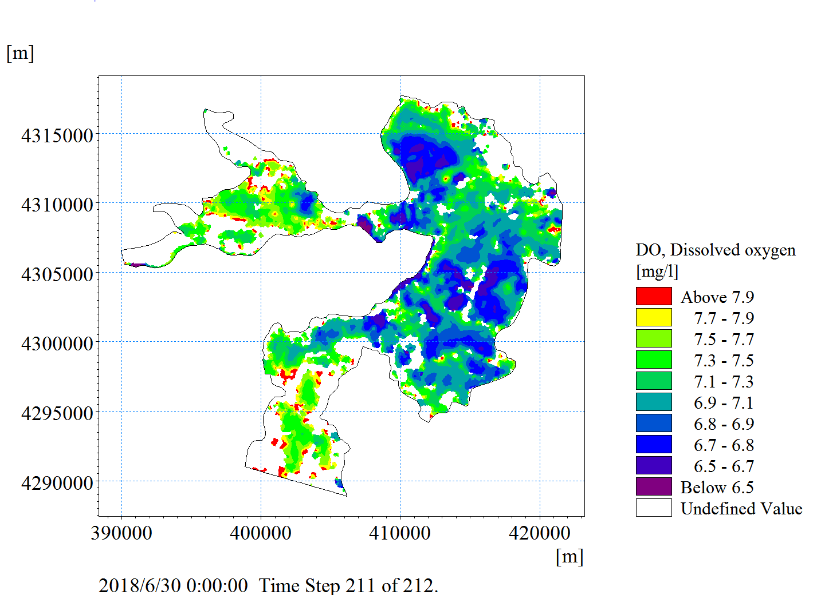 [m]
4315000
4310000
4305000
4300000
4295000
4290000
390000 400000 410000 420000
[m]
DO, Dissolved oxygen
[mg/l]
Above 7.9
7.7 - 7.9
7.5 - 7.7
7.3 - 7.5
7.1 - 7.3
6.9 - 7.1
6.8 - 6.9
6.7 - 6.8
6.5 - 6.7
Below 6.5
Undefined Value
2018/6/30 0:00:00 Time Step 211 of 212.